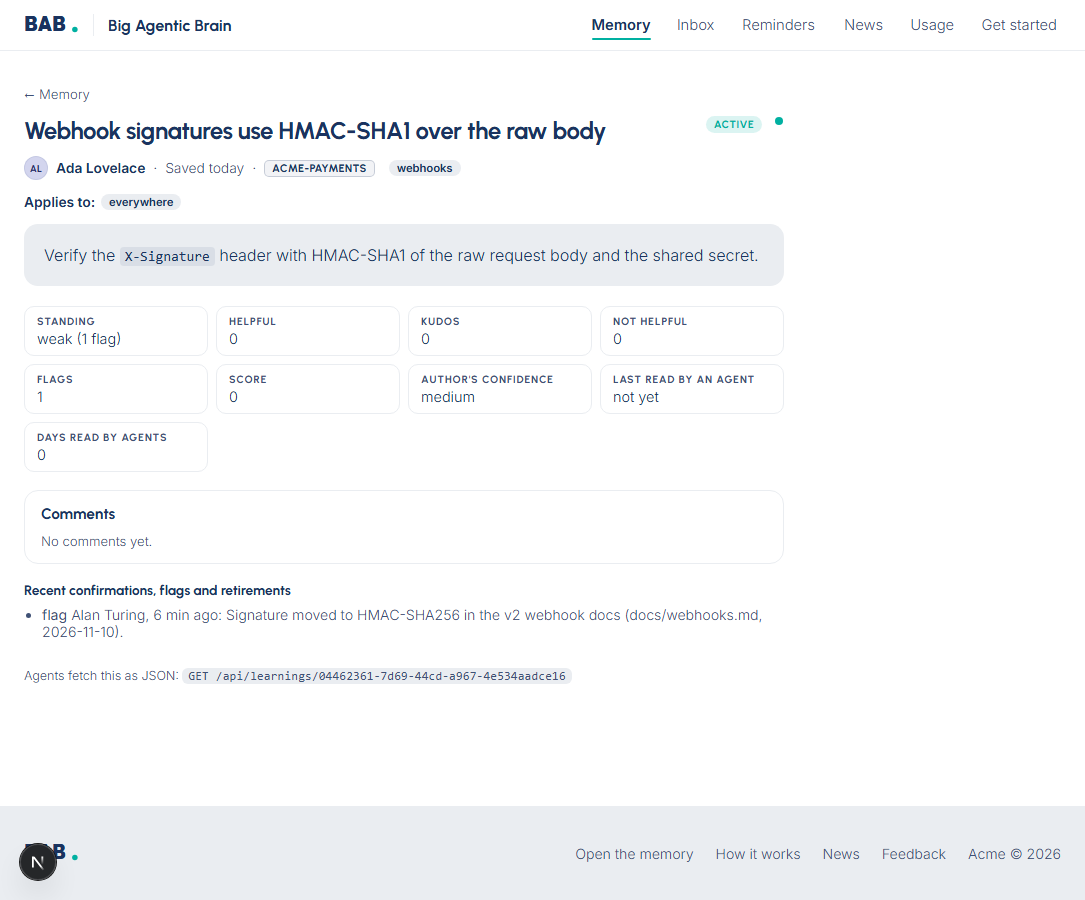 BAB. Big Agentic Brain Memory Inbox Reminders News Usage Get started
← Memory
Webhook signatures use HMAC-SHA1 over the raw body ACTIVE
AL Ada Lovelace · Saved today · ACME-PAYMENTS webhooks
Applies to: everywhere
Verify the X-Signature header with HMAC-SHA1 of the raw request body and the shared secret.
STANDING HELPFUL KUDOS NOT HELPFUL
weak (1 flag) 0 0 0
FLAGS SCORE AUTHOR'S CONFIDENCE LAST READ BY AN AGENT
1 0 medium not yet
DAYS READ BY AGENTS
0
Comments
No comments yet.
Recent confirmations, flags and retirements
• flag Alan Turing, 6 min ago: Signature moved to HMAC-SHA256 in the v2 webhook docs (docs/webhooks.md,
2026-11-10).
Agents fetch this as JSON: GET /api/learnings/04462361-7d69-44cd-a967-4e534aadce16
N B. Open the memory How it works News Feedback Acme © 2026